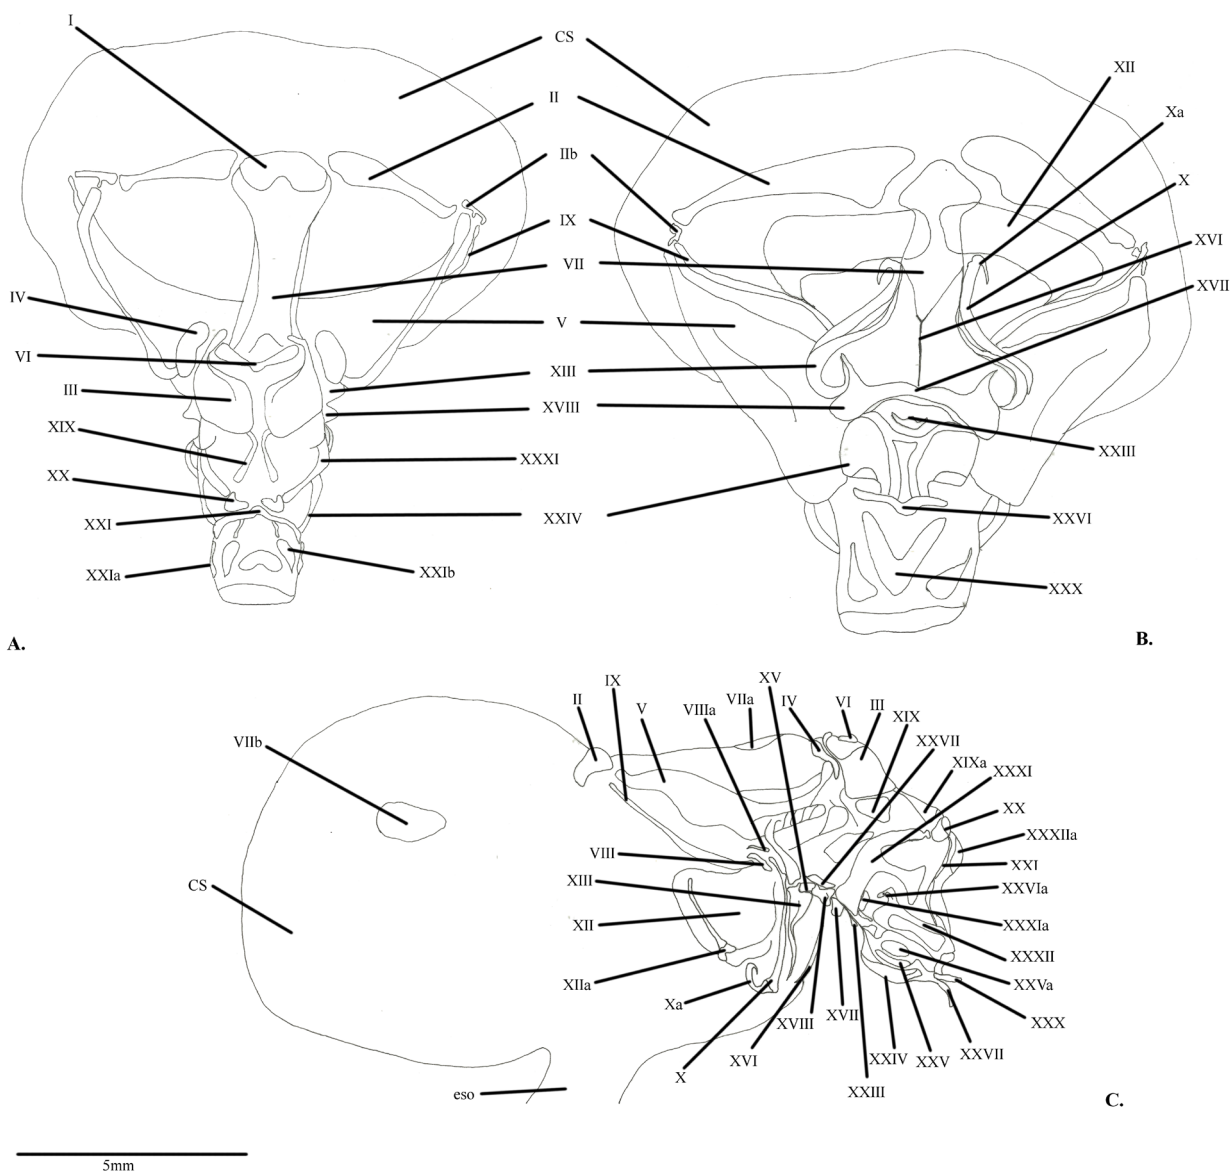 I
CS
II
IIb
IX
VII
V
XIII
XVIII
XXXI
XXIV
XXIb
IV
VI
III
XIX
XX
XXI
XXIa
A.
XII
Xa
X
XVI
XVII
XXIII
XXVI
XXX
B.
II
IX
V
VIIIa
VIIa
XV
IV
VI
III
XIX
XXVII
XIXa
XXXI
XX
XXXIIa
XXI
XXVIa
XXXIa
XXXII
XXVa
XXX
XXVII
XXV
XXIV
XXIII
XVII
XVIII
XVI
X
Xa
XIIa
XII
XIII
VIII
VIIb
CS
eso
C.
5mm